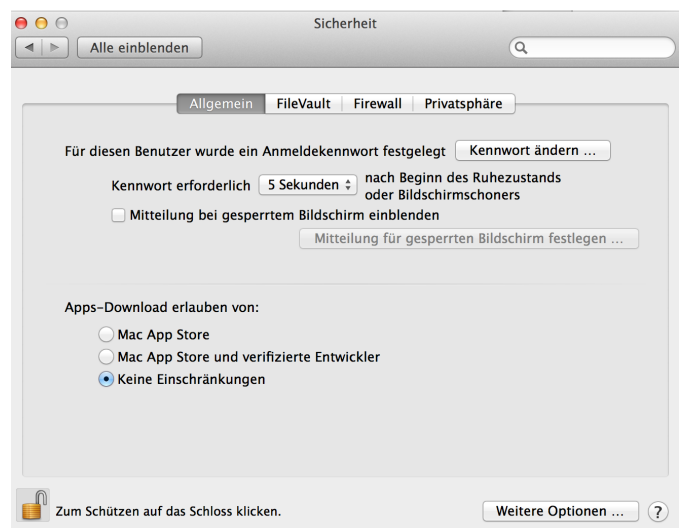 Sicherheit
Alle einblenden
Allgemein FileVault Firewall Privatsphäre
Für diesen Benutzer wurde ein Anmeldekennwort festgelegt Kennwort ändern ...
Kennwort erforderlich 5 Sekunden nach Beginn des Ruhezustands
oder Bildschirmschoners
Mitteilung bei gesperrtem Bildschirm einblenden
Mitteilung für gesperrten Bildschirm festlegen ...
Apps-Download erlauben von:
Mac App Store
Mac App Store und verifizierte Entwickler
Keine Einschränkungen
Zum Schützen auf das Schloss klicken. Weitere Optionen ... ?